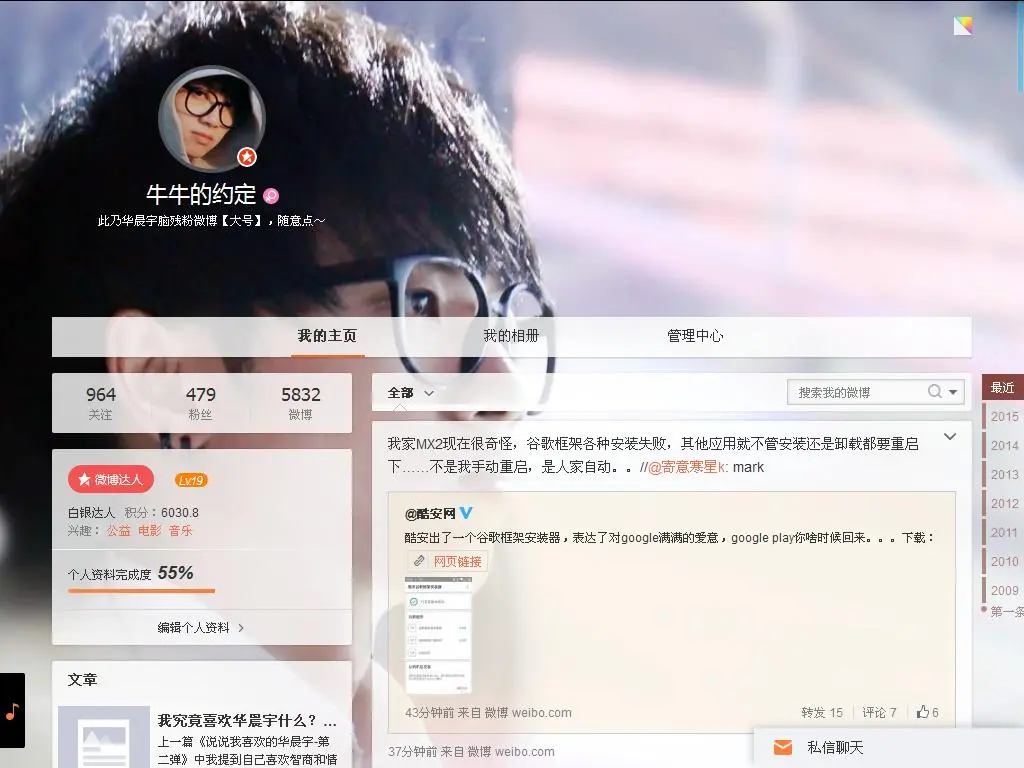 牛牛的约定
此乃华晨宇脑残粉微博【大号】，随意点～
我的主页
我的相册
管理中心
964
479
5832
关注
粉丝
微博
全部
搜索我的微博
最近
2015
2014
2013
2012
2011
2010
2009
第一条
微博达人
Lv19
白银达人 积分：6030.8
兴趣： 公益 电影 音乐
个人资料完成度 55%
编辑个人资料
文章
我究竟喜欢华晨宇什么？ ...
上一篇《说说我喜欢的华晨宇-第
二弹》中我提到自己喜欢智商和情
我家MX2现在很奇怪，谷歌框架各种安装失败，其他应用就不管安装还是卸载都要重启
下……不是我手动重启，是人家自动。。//@寄意寒星k: mark
@酷安网
酷安出了一个谷歌框架安装器，表达了对google满满的爱意，google play你啥时候回来。。。下载：
网页链接
43分钟前 来自 微博 weibo.com
转发 15
评论 7
6
37分钟前 来自 微博 weibo.com
私信聊天